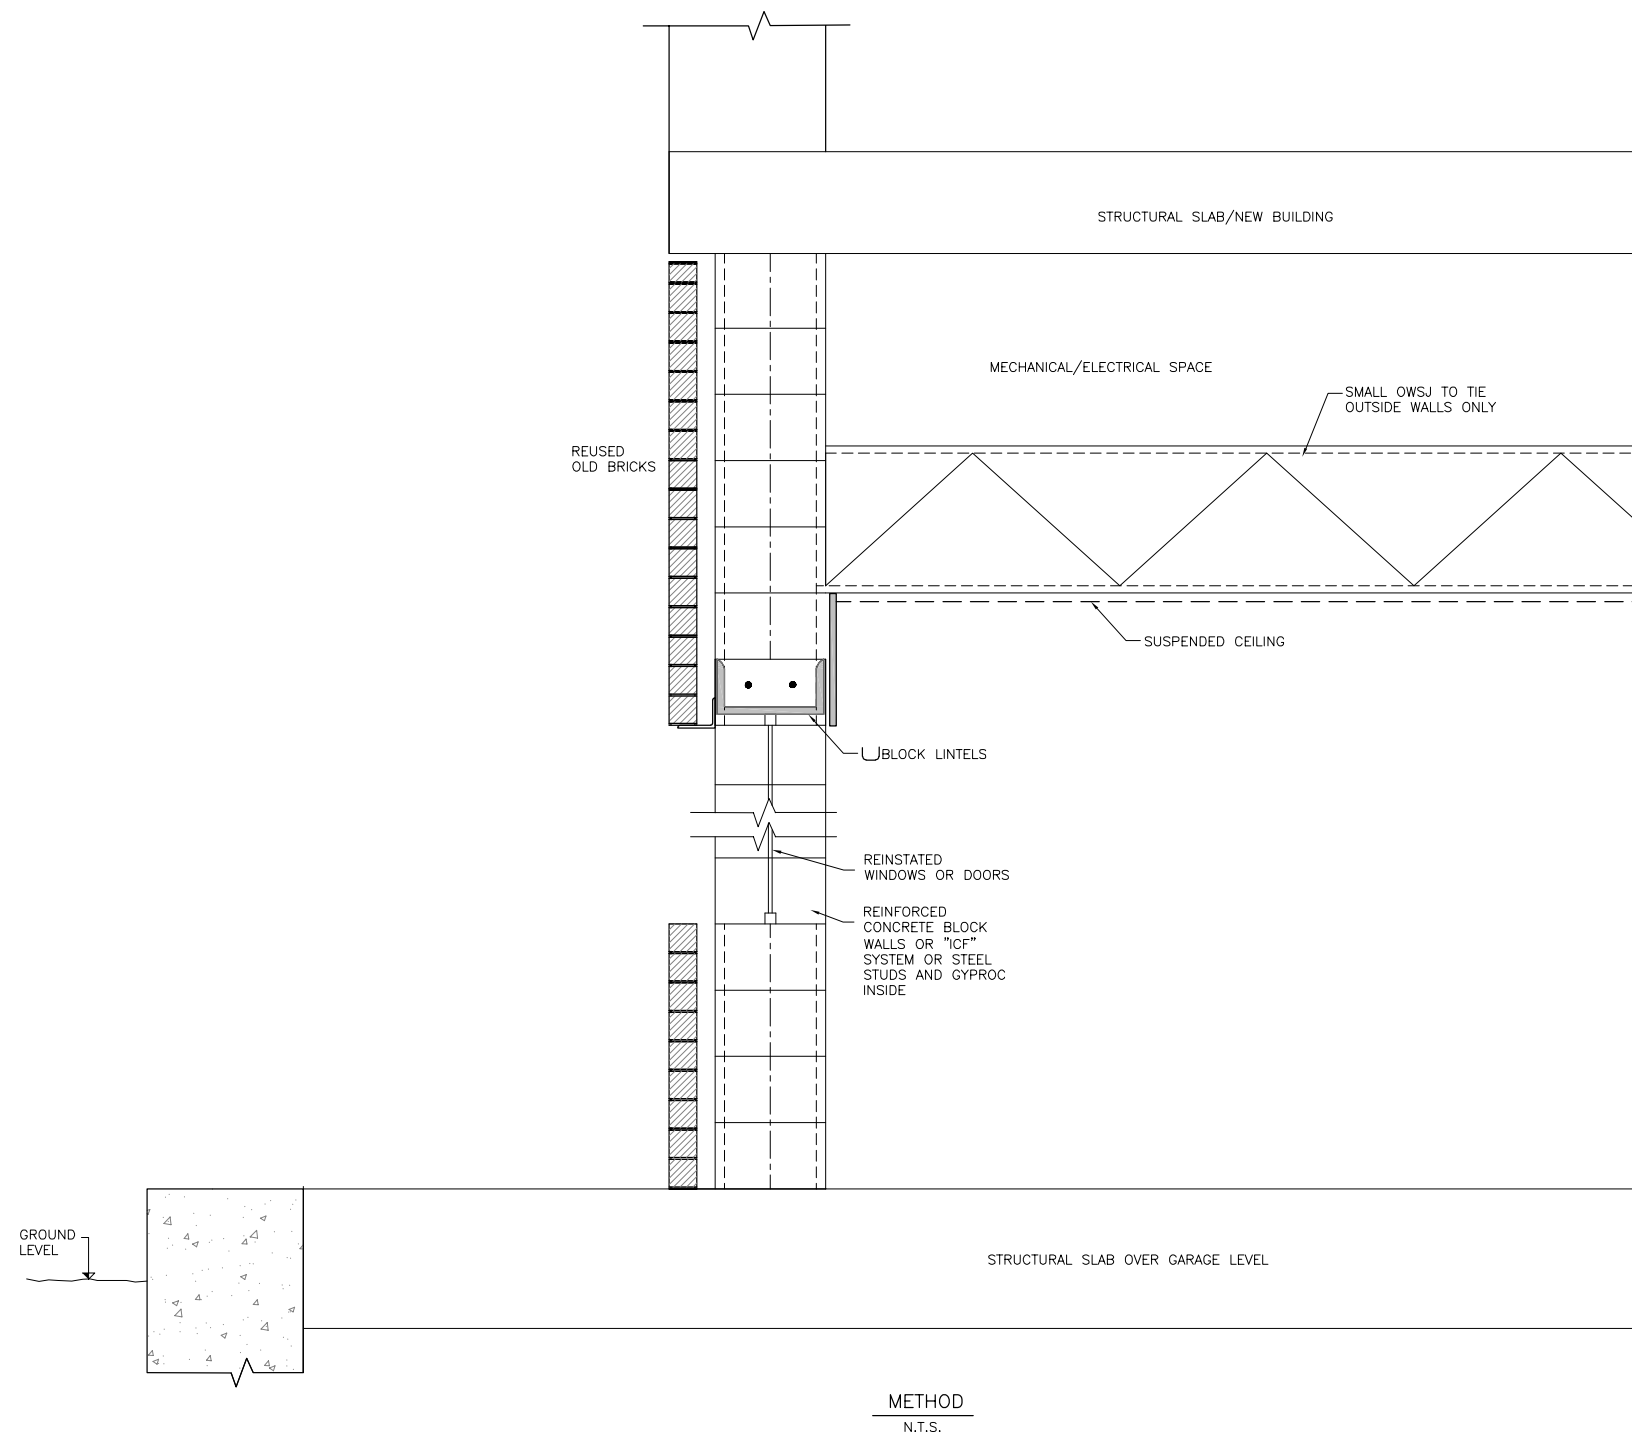 STRUCTURAL SLAB/NEW BUILDING
MECHANICAL/ELECTRICAL SPACE
SMALL OWSJ TO TIE
OUTSIDE WALLS ONLY
REUSED
OLD BRICKS
SUSPENDED CEILING
BLOCK LINTELS
REINSTATED
WINDOWS OR DOORS
REINFORCED
CONCRETE BLOCK
WALLS OR "ICF"
SYSTEM OR STEEL
STUDS AND GYPROC
INSIDE
GROUND
LEVEL
STRUCTURAL SLAB OVER GARAGE LEVEL
METHOD
N.T.S.